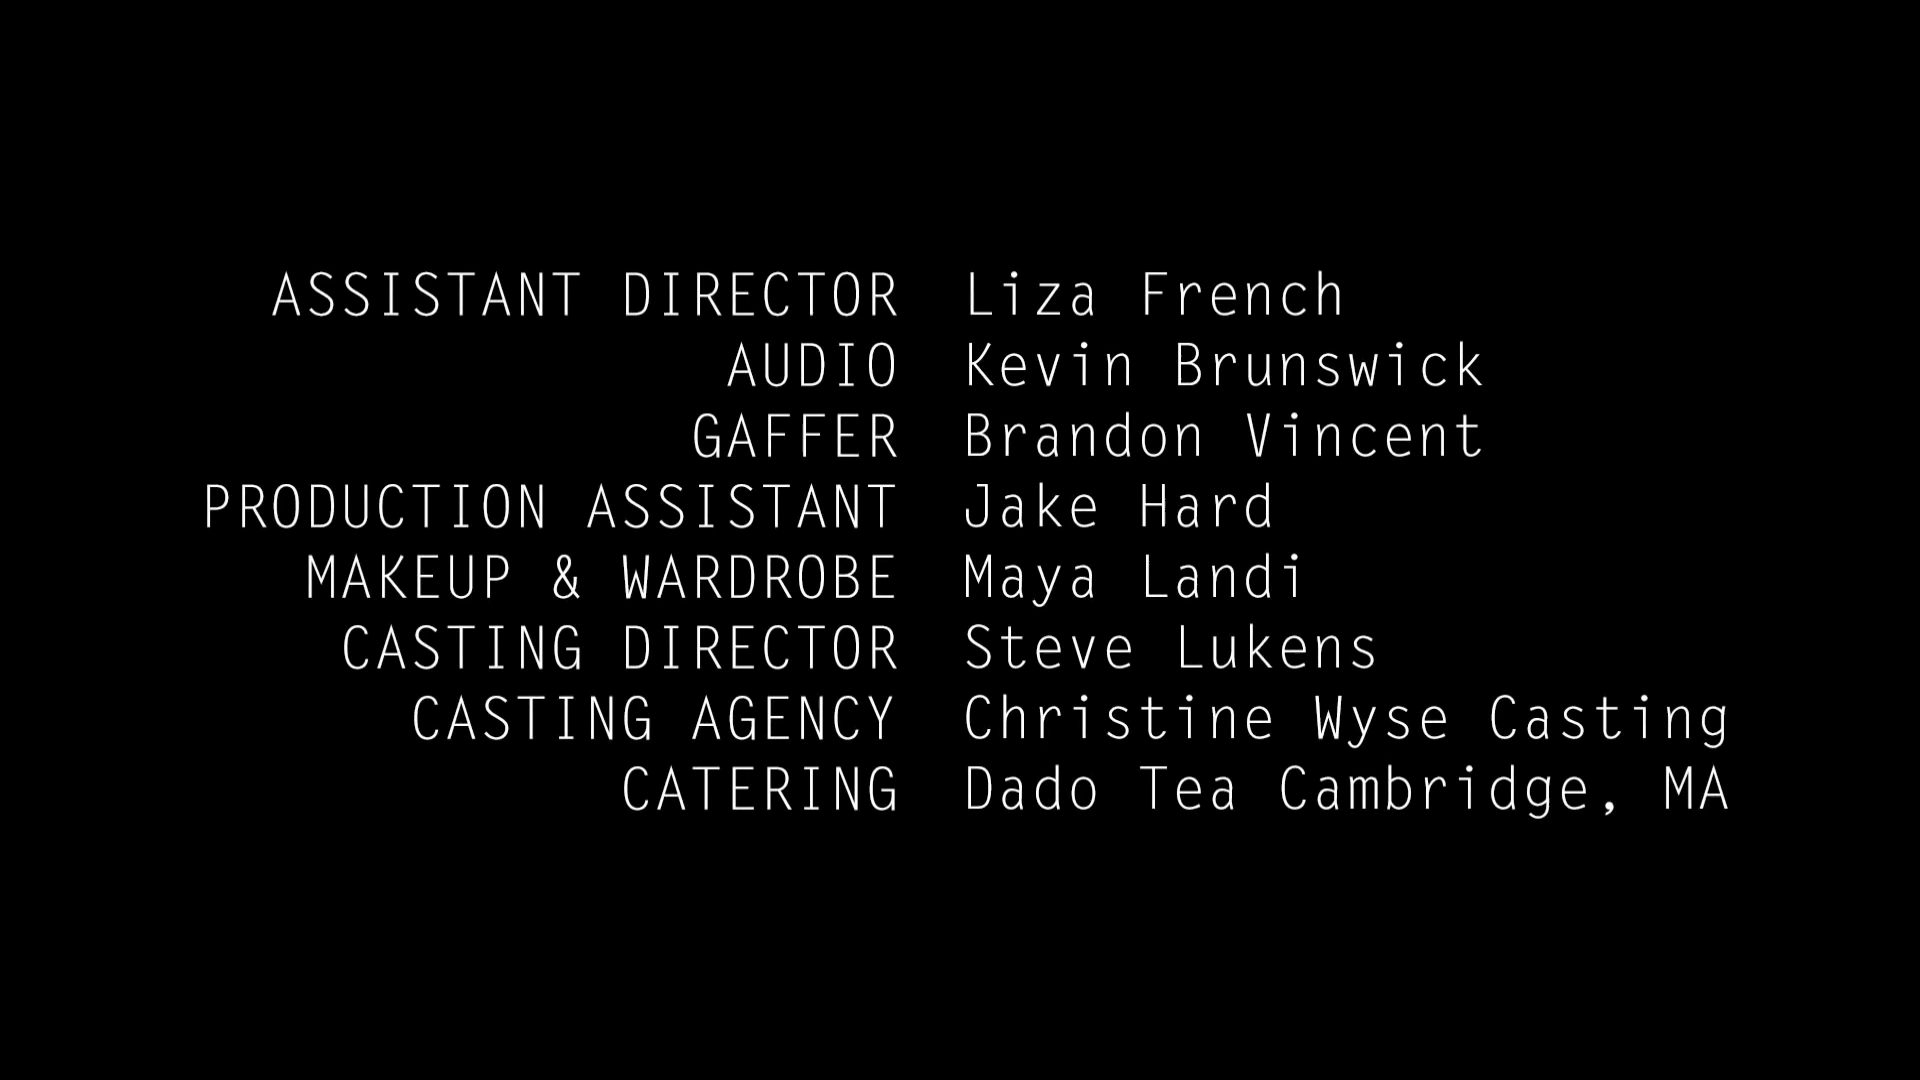 ASSISTANT DIRECTOR Liza French
AUDIO Kevin Brunswick
GAFFER Brandon Vincent
PRODUCTION ASSISTANT Jake Hard
MAKEUP & WARDROBE Maya Landi
CASTING DIRECTOR Steve Lukens
CASTING AGENCY Christine Wyse Casting
CATERING Dado Tea Cambridge, MA